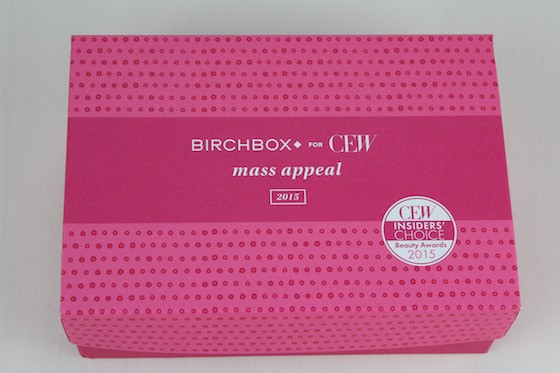 BIRCHBOX◆ FOR CEW
mass appeal
2015
CEW
INSIDERS'
CHOICE
Beauty Awards
2015